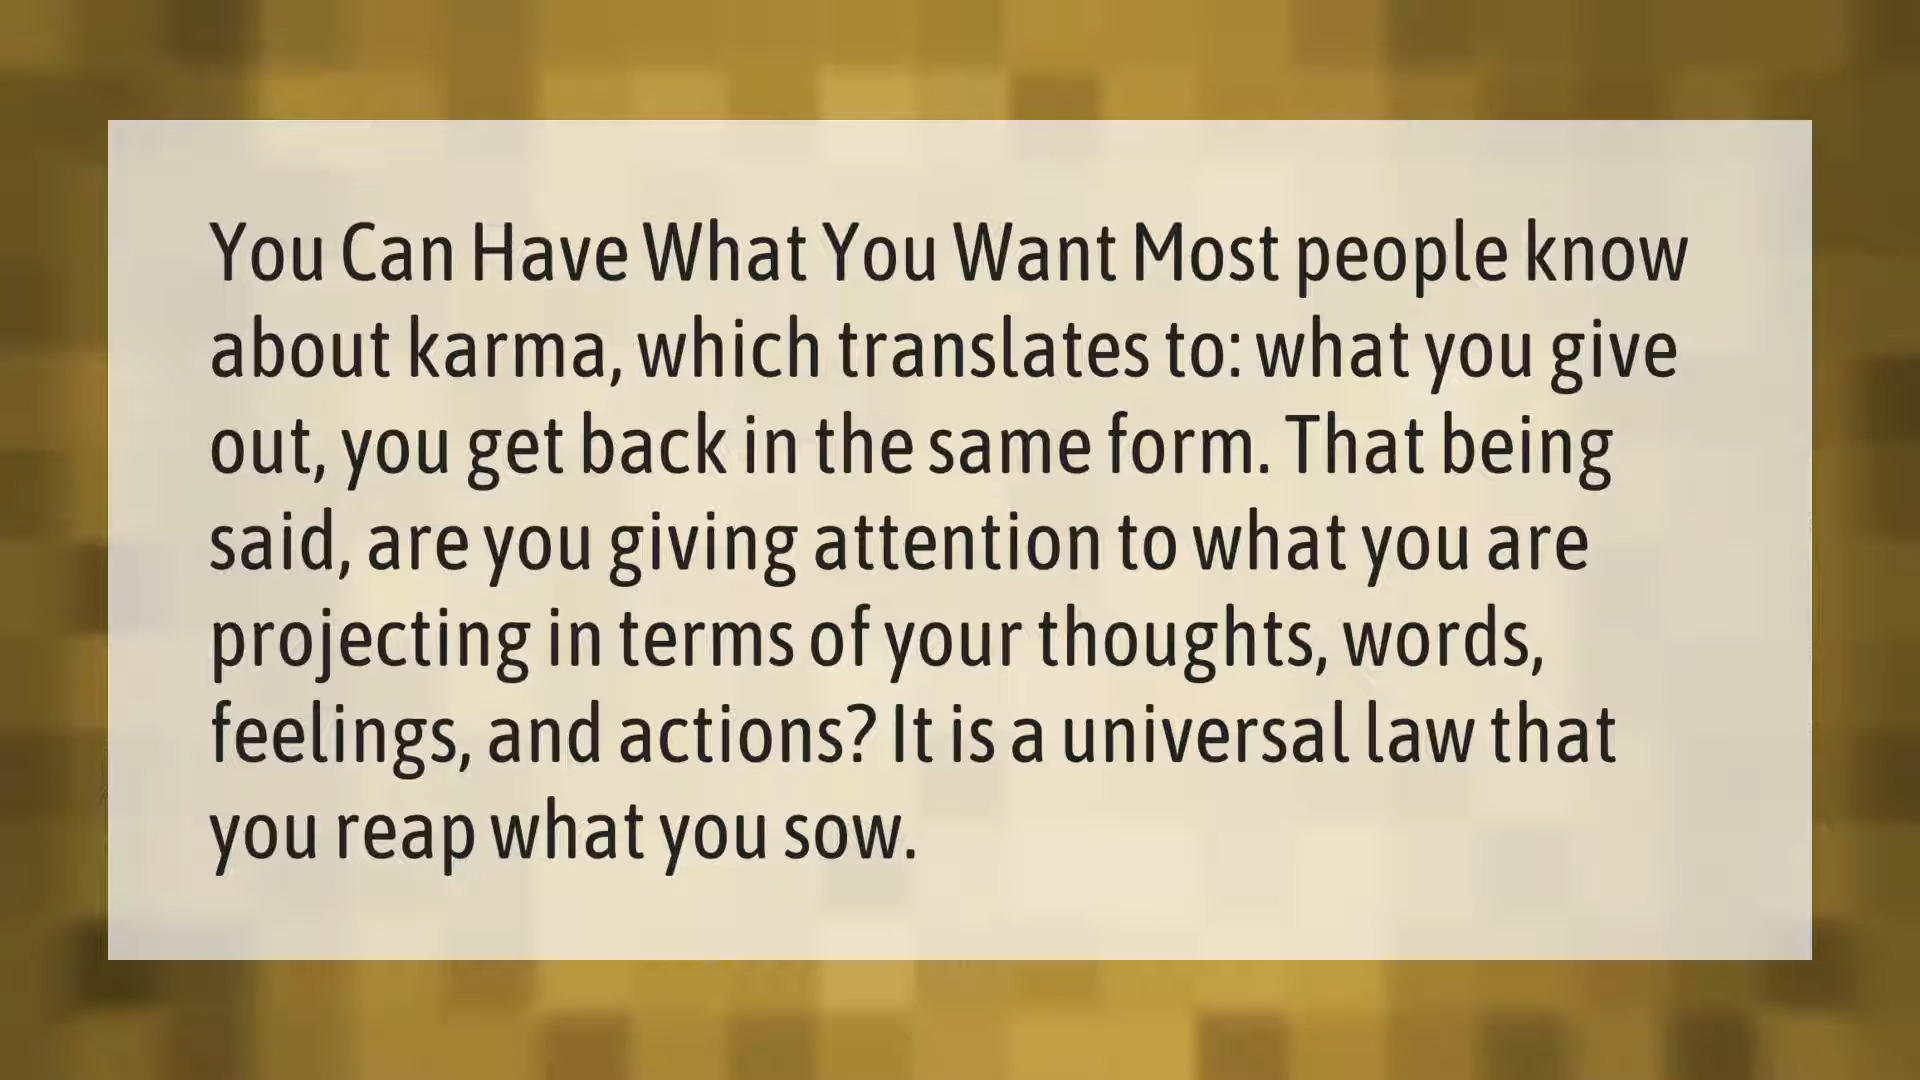 You Can Have What You Want Most people know
about karma, which translates to: what you give
out, you get back in the same form. That being
said, are you giving attention to what you are
projecting in terms of your thoughts, words,
feelings, and actions? It is a universal law that
you reap what you sow.